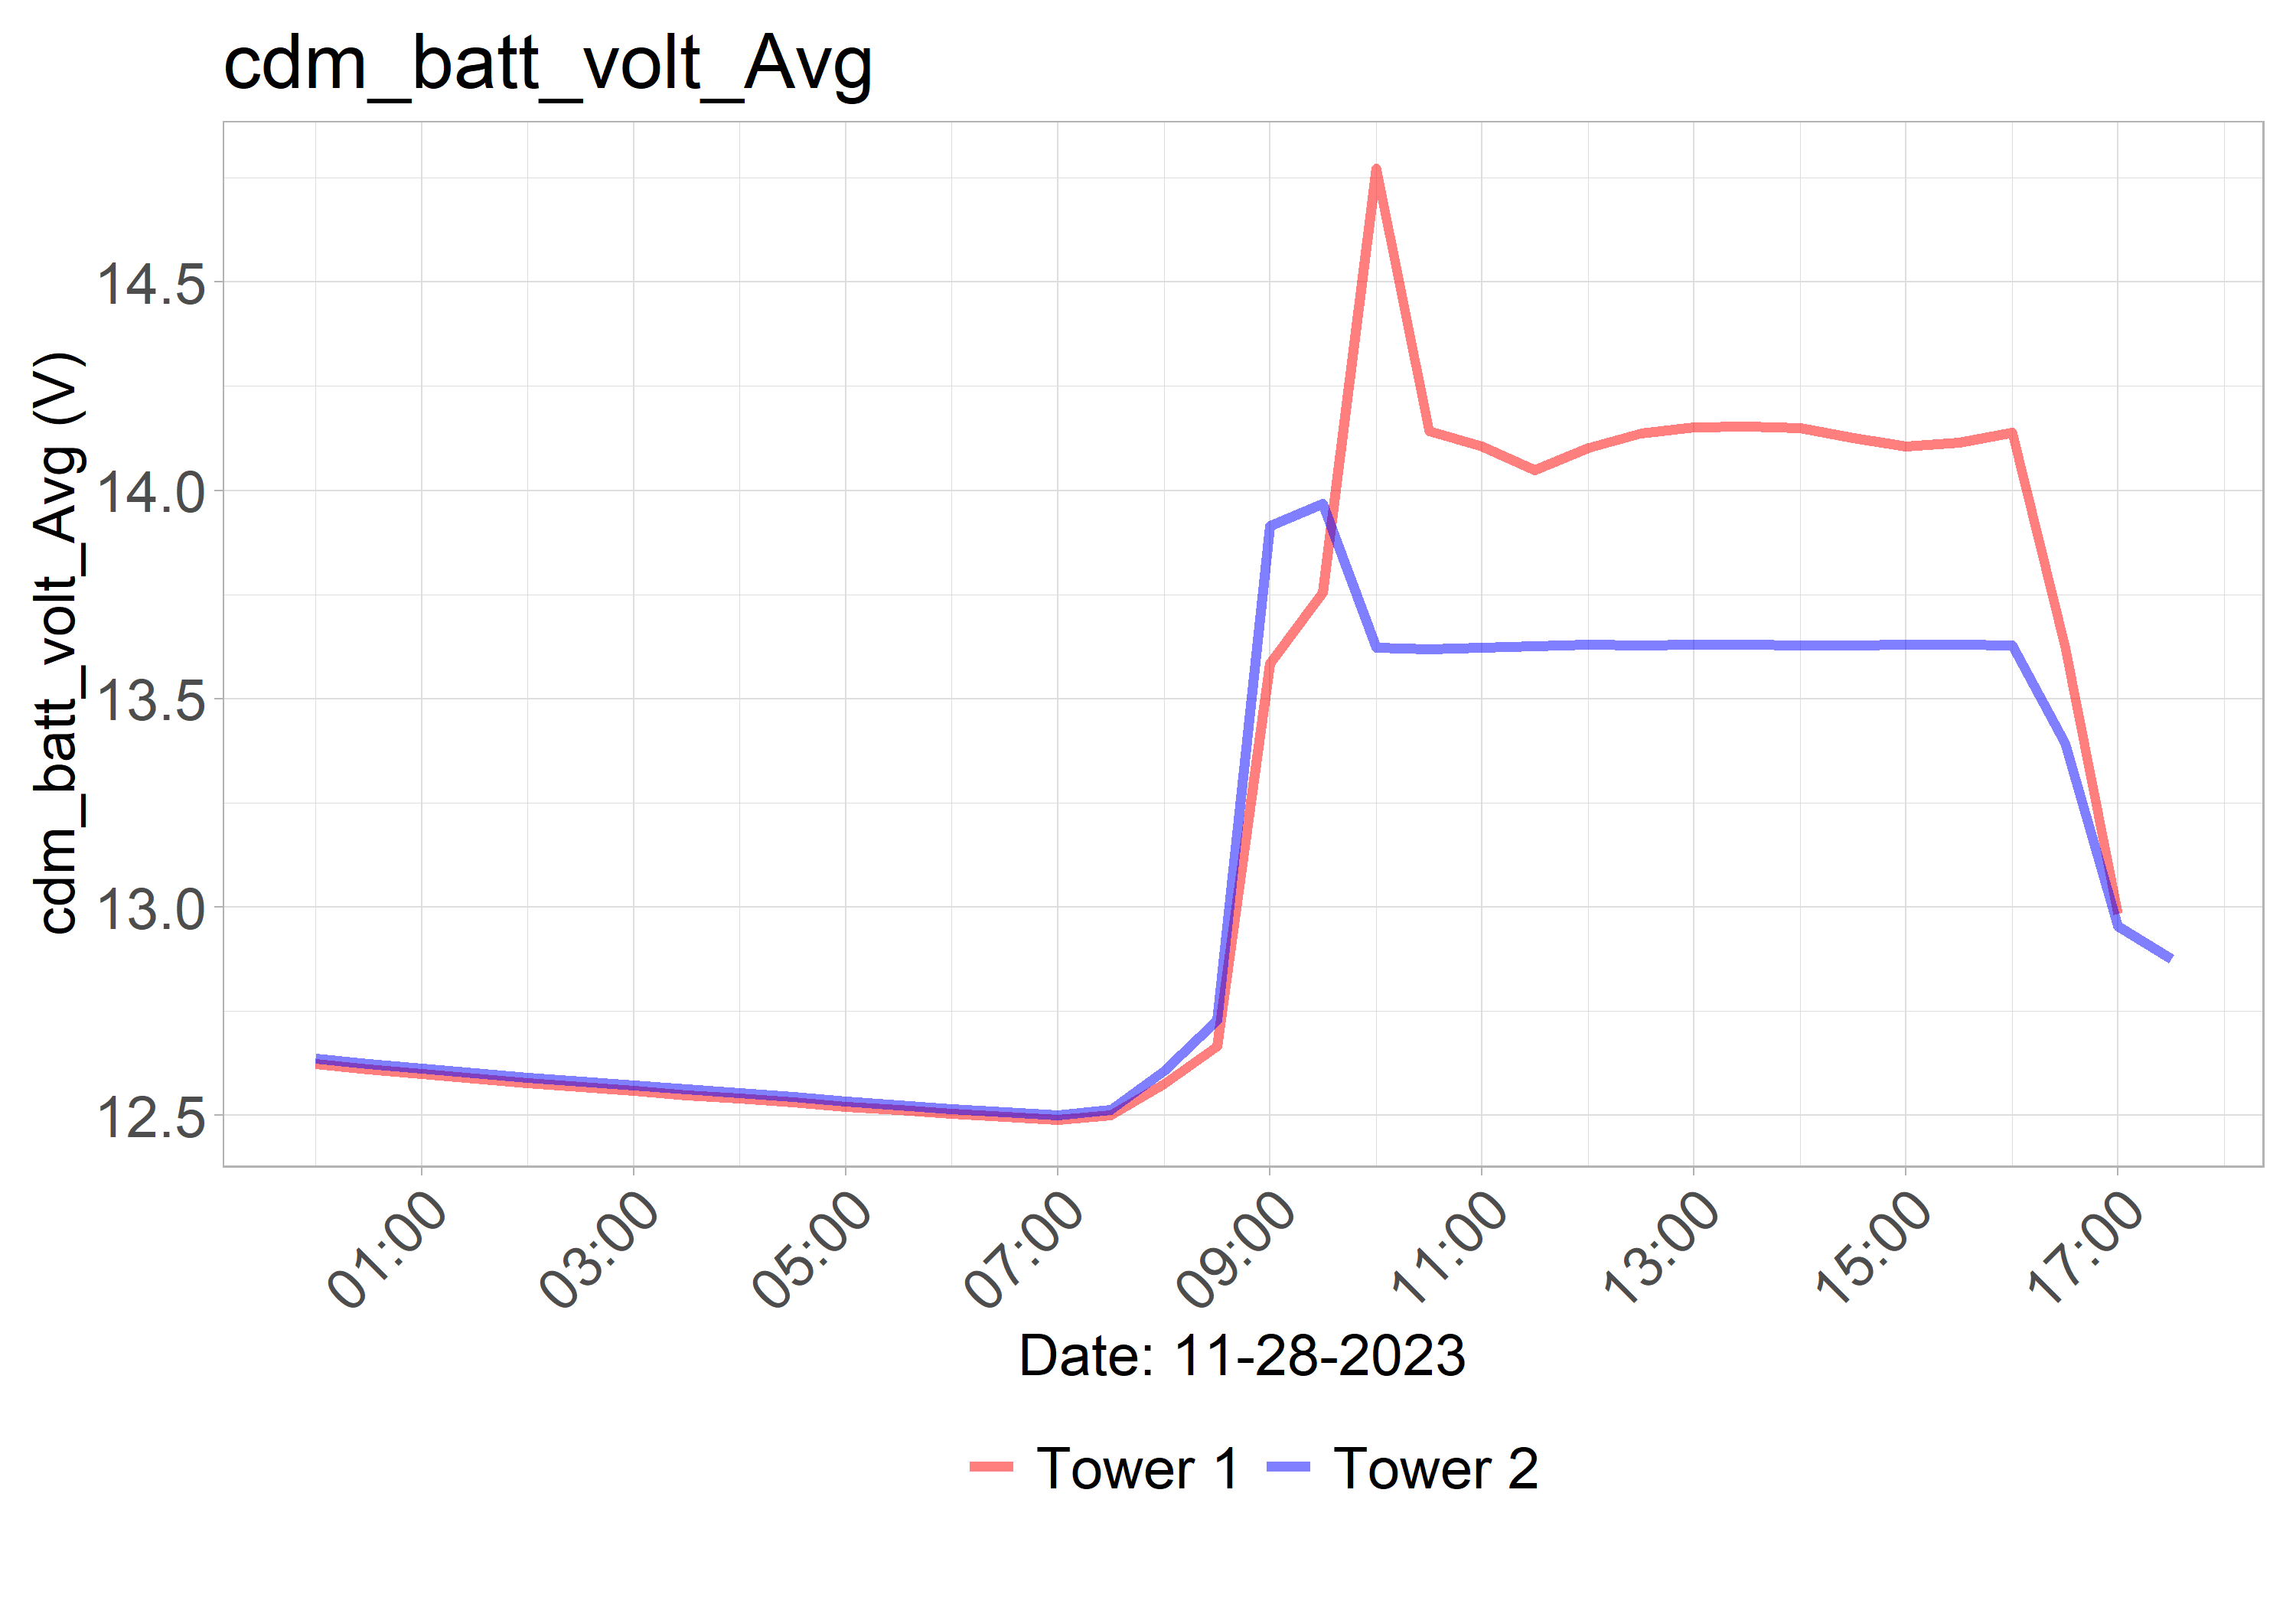 cdm_batt_volt_Avg
cdm_batt_volt_Avg (V)
14.5
14.0
13.5
13.0
12.5
01:00 03:00 05:00 07:00 09:00 11:00 13:00 15:00 17:00
Date: 11-28-2023
Tower 1 Tower 2